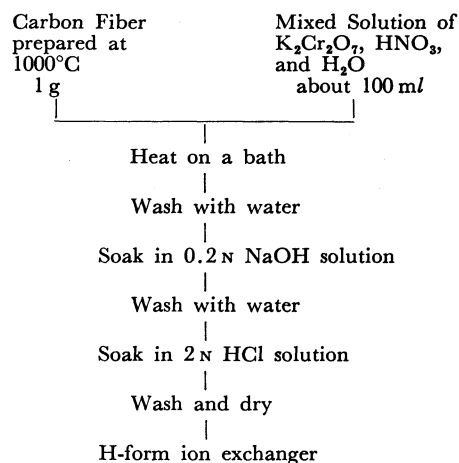 Carbon Fiber
prepared at
1000°C
1 g
Mixed Solution of
K₂Cr₂O₇, HNO₃,
and H₂O
about 100 ml
Heat on a bath
Wash with water
Soak in 0.2 N NaOH solution
Wash with water
Soak in 2 N HCl solution
Wash and dry
H-form ion exchanger